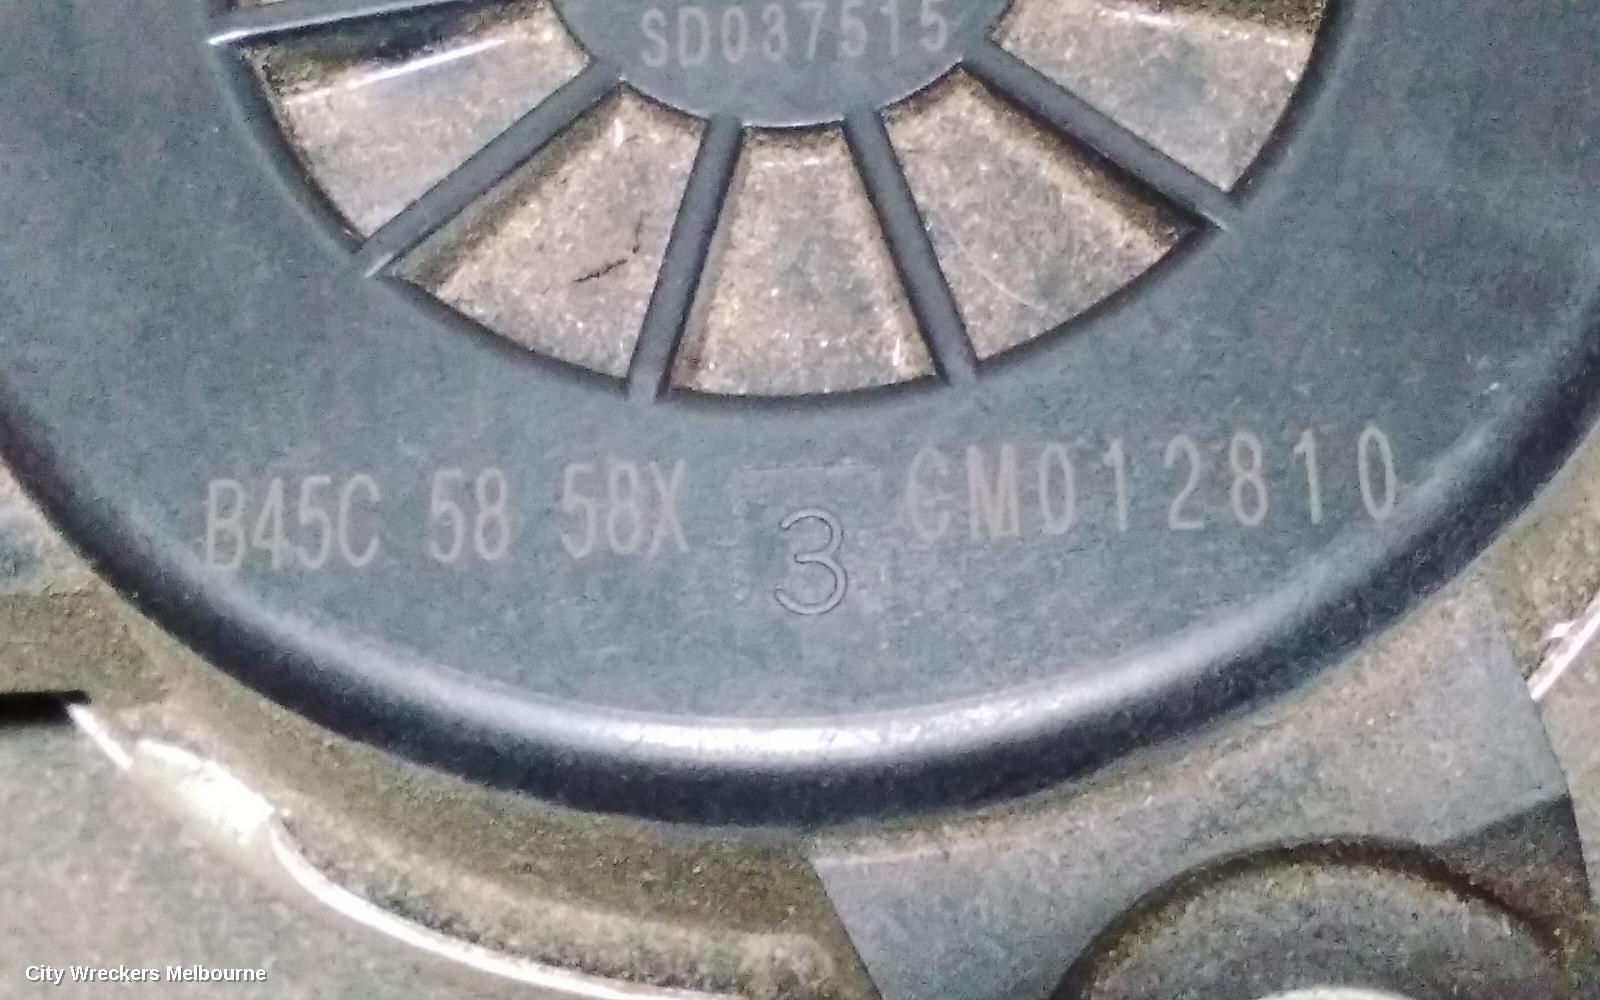 SD037515
B45C 58 58X 3 CM012810
City Wreckers Melbourne